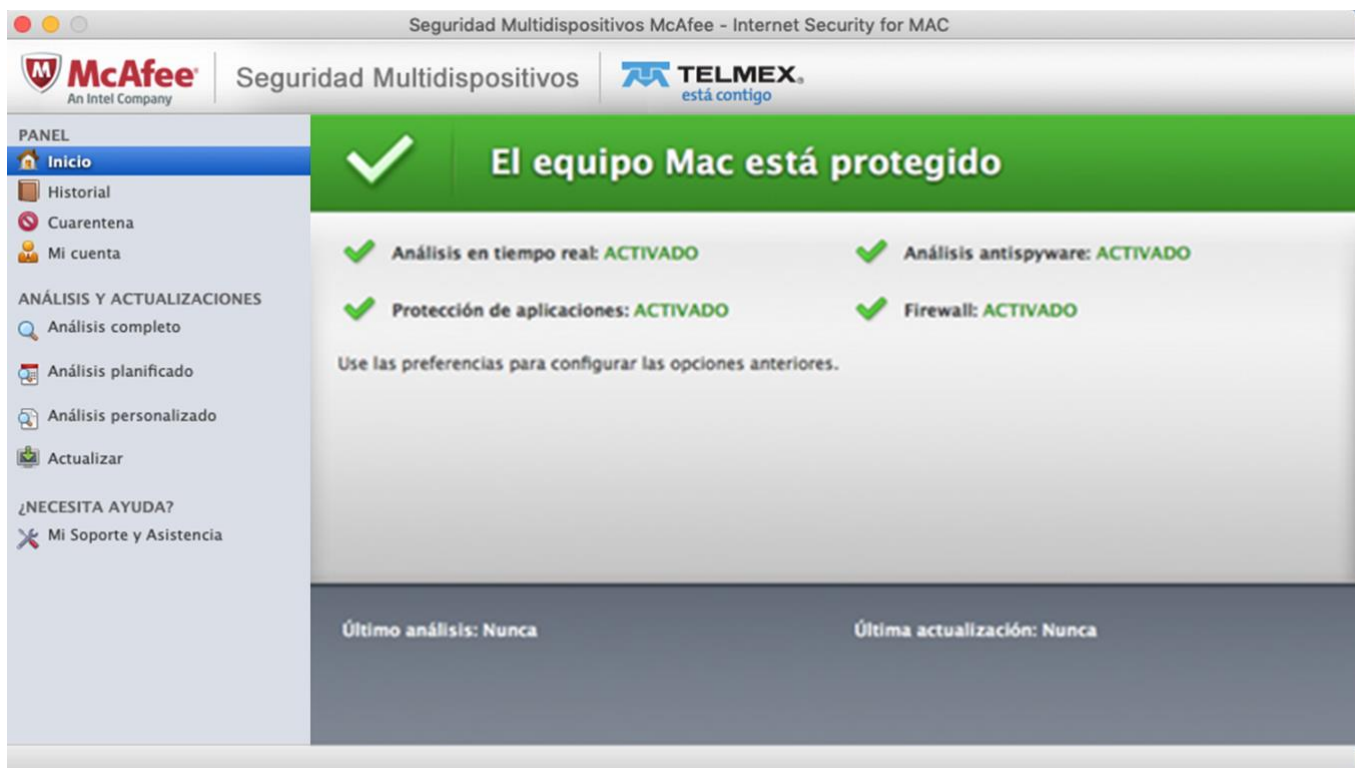 Seguridad Multidispositivos McAfee - Internet Security for MAC
McAfee
An Intel Company
Seguridad Multidispositivos
TELMEX.
está contigo
PANEL
Inicio
Historial
Cuarentena
Mi cuenta
ANÁLISIS Y ACTUALIZACIONES
Análisis completo
Análisis planificado
Análisis personalizado
Actualizar
¿NECESITA AYUDA?
Mi Soporte y Asistencia
El equipo Mac está protegido
Análisis en tiempo real: ACTIVADO
Análisis antispyware: ACTIVADO
Protección de aplicaciones: ACTIVADO
Firewall: ACTIVADO
Use las preferencias para configurar las opciones anteriores.
Último análisis: Nunca
Última actualización: Nunca